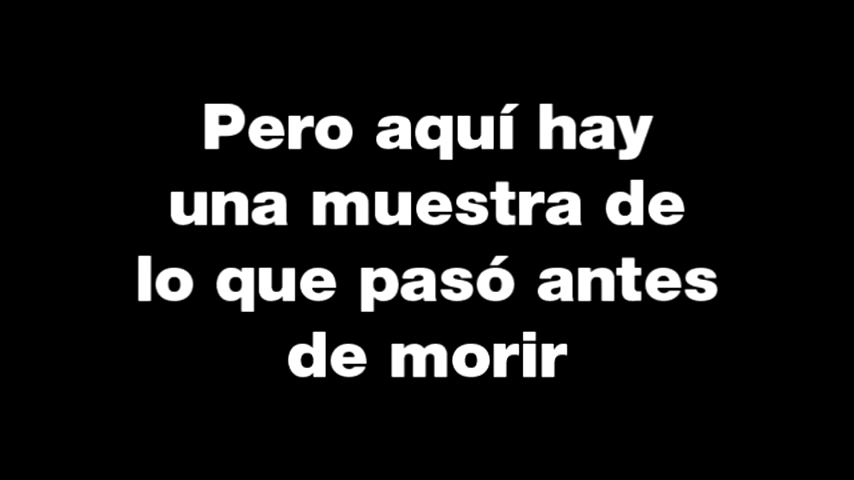 Pero aquí hay
una muestra de
lo que pasó antes
de morir